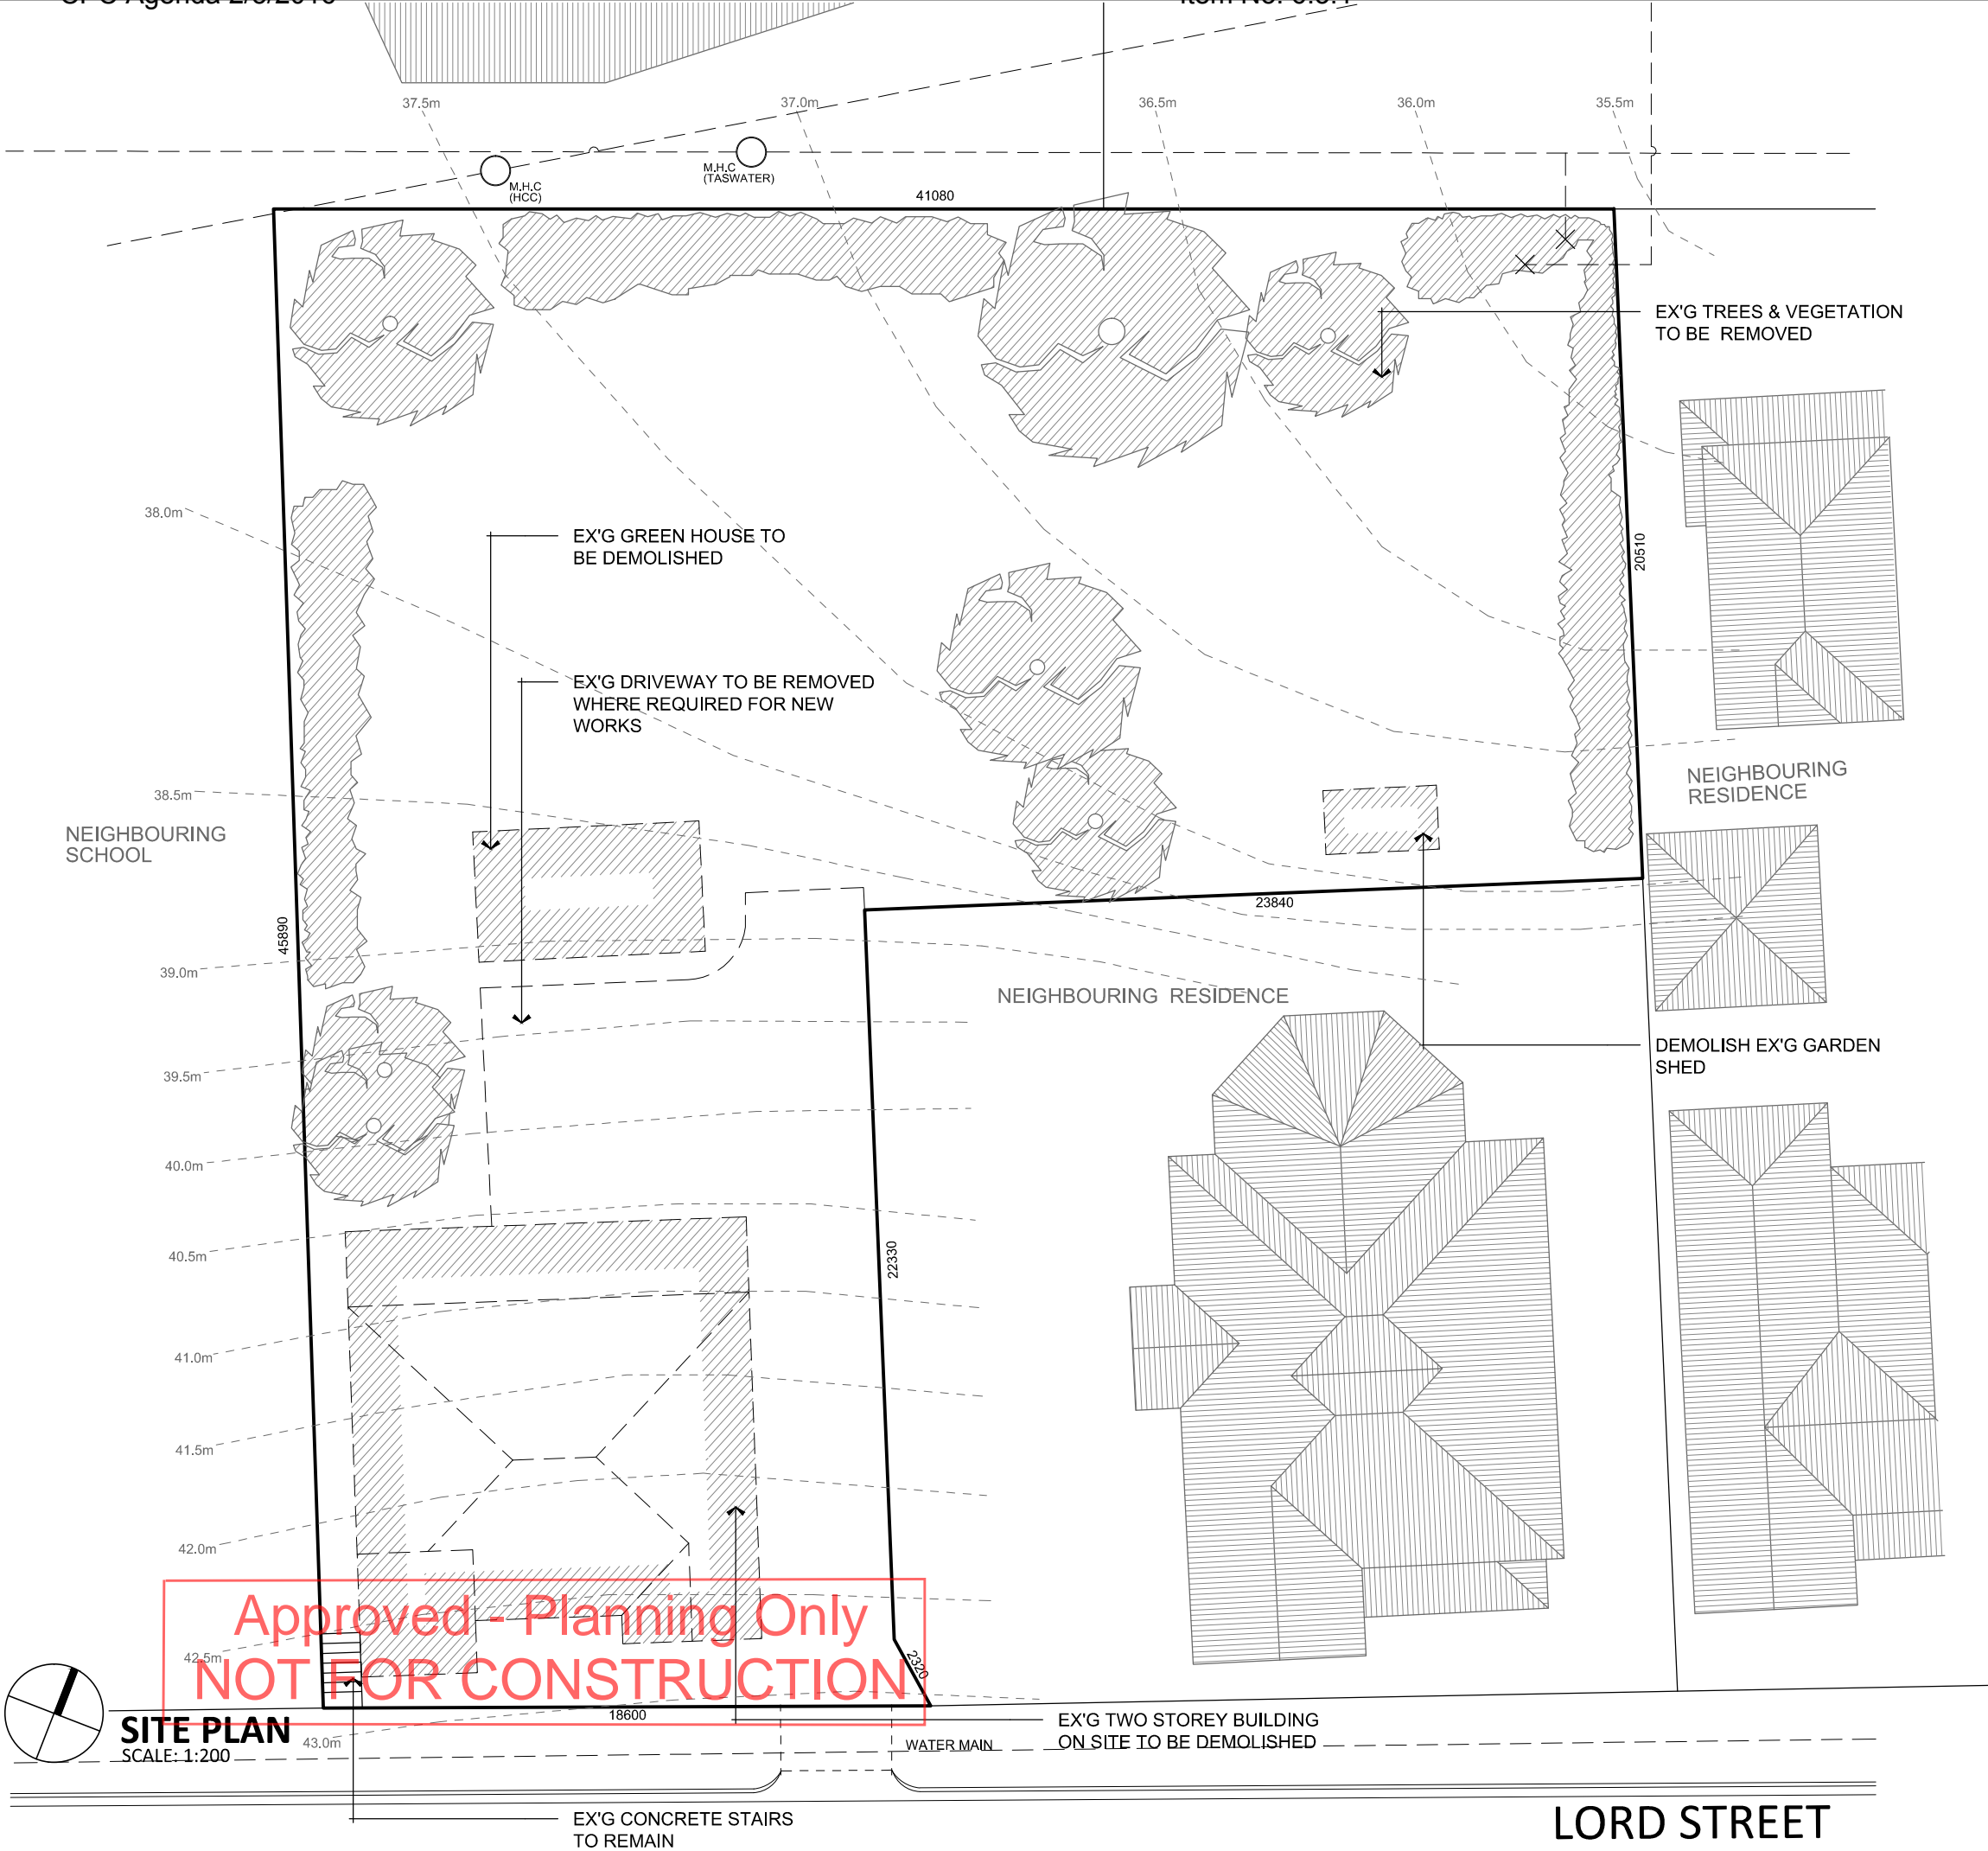 37.5m
37.0m
36.5m
36.0m
35.5m
M.H.C
(HCC)
M.H.C
(TASWATER)
41080
EX'G TREES & VEGETATION
TO BE REMOVED
38.0m
EX'G GREEN HOUSE TO
BE DEMOLISHED
20510
EX'G DRIVEWAY TO BE REMOVED
WHERE REQUIRED FOR NEW
WORKS
NEIGHBOURING
RESIDENCE
38.5m
NEIGHBOURING
SCHOOL
23840
45890
39.0m
NEIGHBOURING RESIDENCE
DEMOLISH EX'G GARDEN
SHED
39.5m
40.0m
40.5m
22330
41.0m
41.5m
42.0m
Approved - Planning Only
NOT FOR CONSTRUCTION
42.5m
2320
18600
SITE PLAN
SCALE: 1:200
43.0m
WATER MAIN
EX'G TWO STOREY BUILDING
ON SITE TO BE DEMOLISHED
EX'G CONCRETE STAIRS
TO REMAIN
LORD STREET